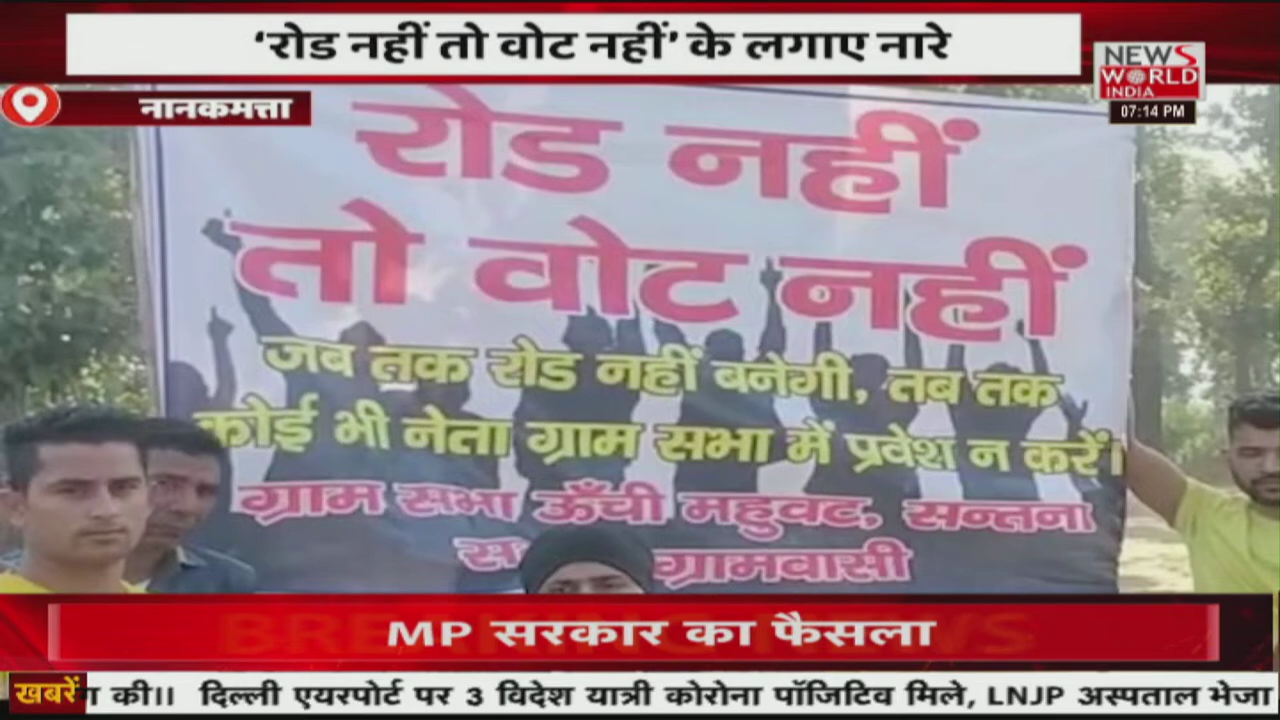 ‘रोड नहीं तो वोट नहीं’ के लगाए नारे
NEWS
WORLD
INDIA
07:14 PM
नानकमत्ता
रोड नहीं
तो वोट नहीं
जब तक रोड नहीं बनेगी, तब तक
कोई भी नेता ग्राम सभा में प्रवेश न करें।
ग्राम सभा ऊँची महुवट, सन्तना
ग्रामवासी
MP सरकार का फैसला
खबरें की।। दिल्ली एयरपोर्ट पर 3 विदेश यात्री कोरोना पॉजिटिव मिले, LNJP अस्पताल भेजा